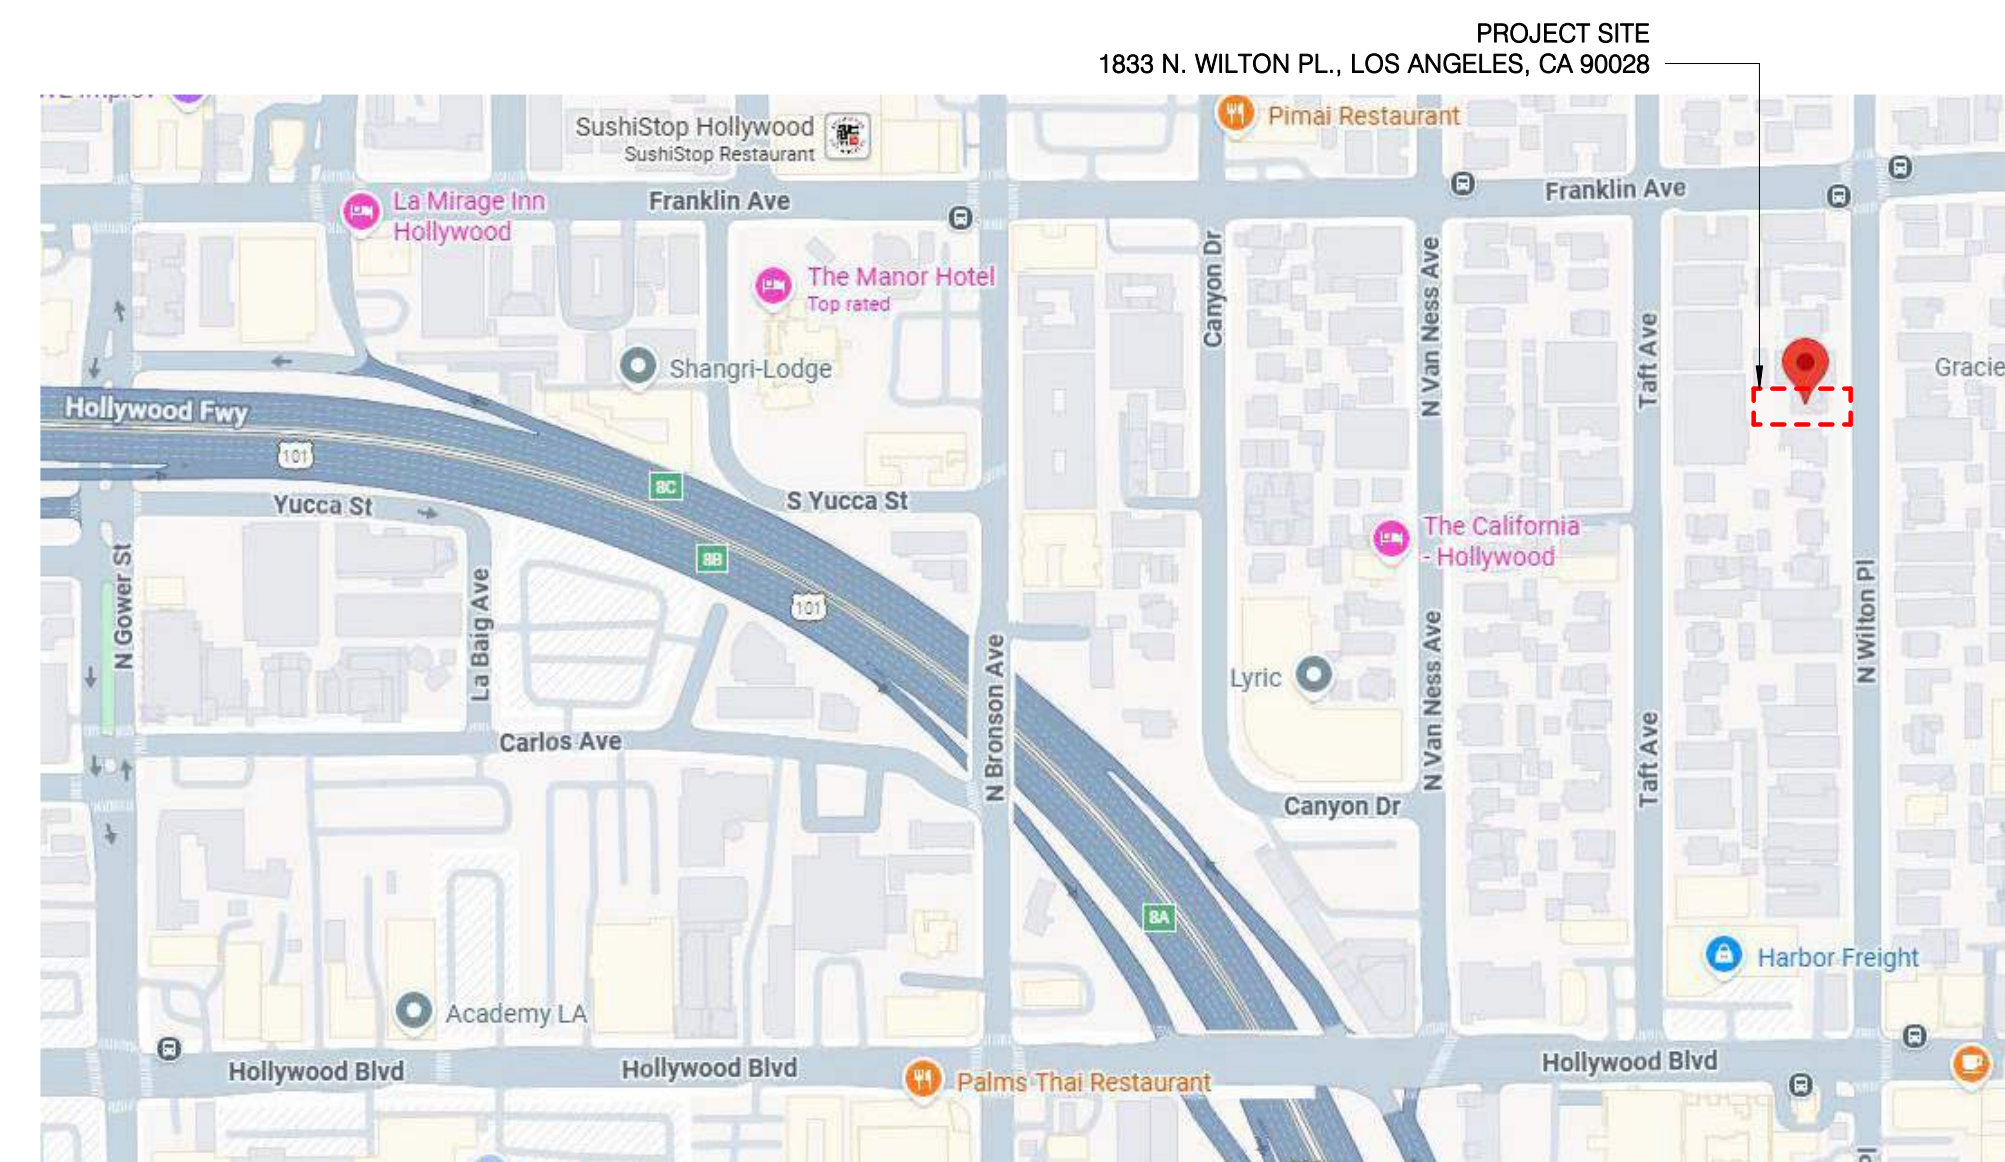 PROJECT SITE
1833 N. WILTON PL., LOS ANGELES, CA 90028
Pimai Restaurant
SushiStop Hollywood
SushiStop Restaurant
La Mirage Inn
Hollywood
Franklin Ave
Franklin Ave
The Manor Hotel
Top rated
Canyon Dr
N Van Ness Ave
Taft Ave
Shangri-Lodge
Gracie
Hollywood Fwy
101
8C
Yucca St
S Yucca St
8B
The California
- Hollywood
101
N Gower St
La Baig Ave
N Bronson Ave
Lyric
N Van Ness Ave
N Wilton Pl
Carlos Ave
Taft Ave
Canyon Dr
8A
Harbor Freight
Academy LA
Hollywood Blvd
Hollywood Blvd
Hollywood Blvd
Palms Thai Restaurant
Pl